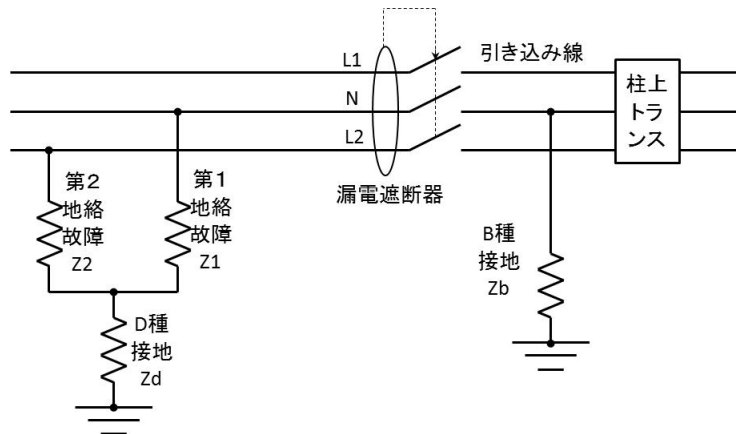 L1
引き込み線
N
L2
柱上
トラ
ンス
漏電遮断器
第2
地絡
故障
Z2
第1
地絡
故障
Z1
B種
接地
Zb
D種
接地
Zd